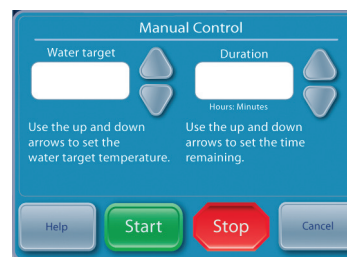 Manual Control
Water target
Duration
Hours: Minutes
Use the up and down
arrows to set the
water target temperature.
Use the up and down
arrows to set the time
remaining.
Help
Start
Stop
Cancel